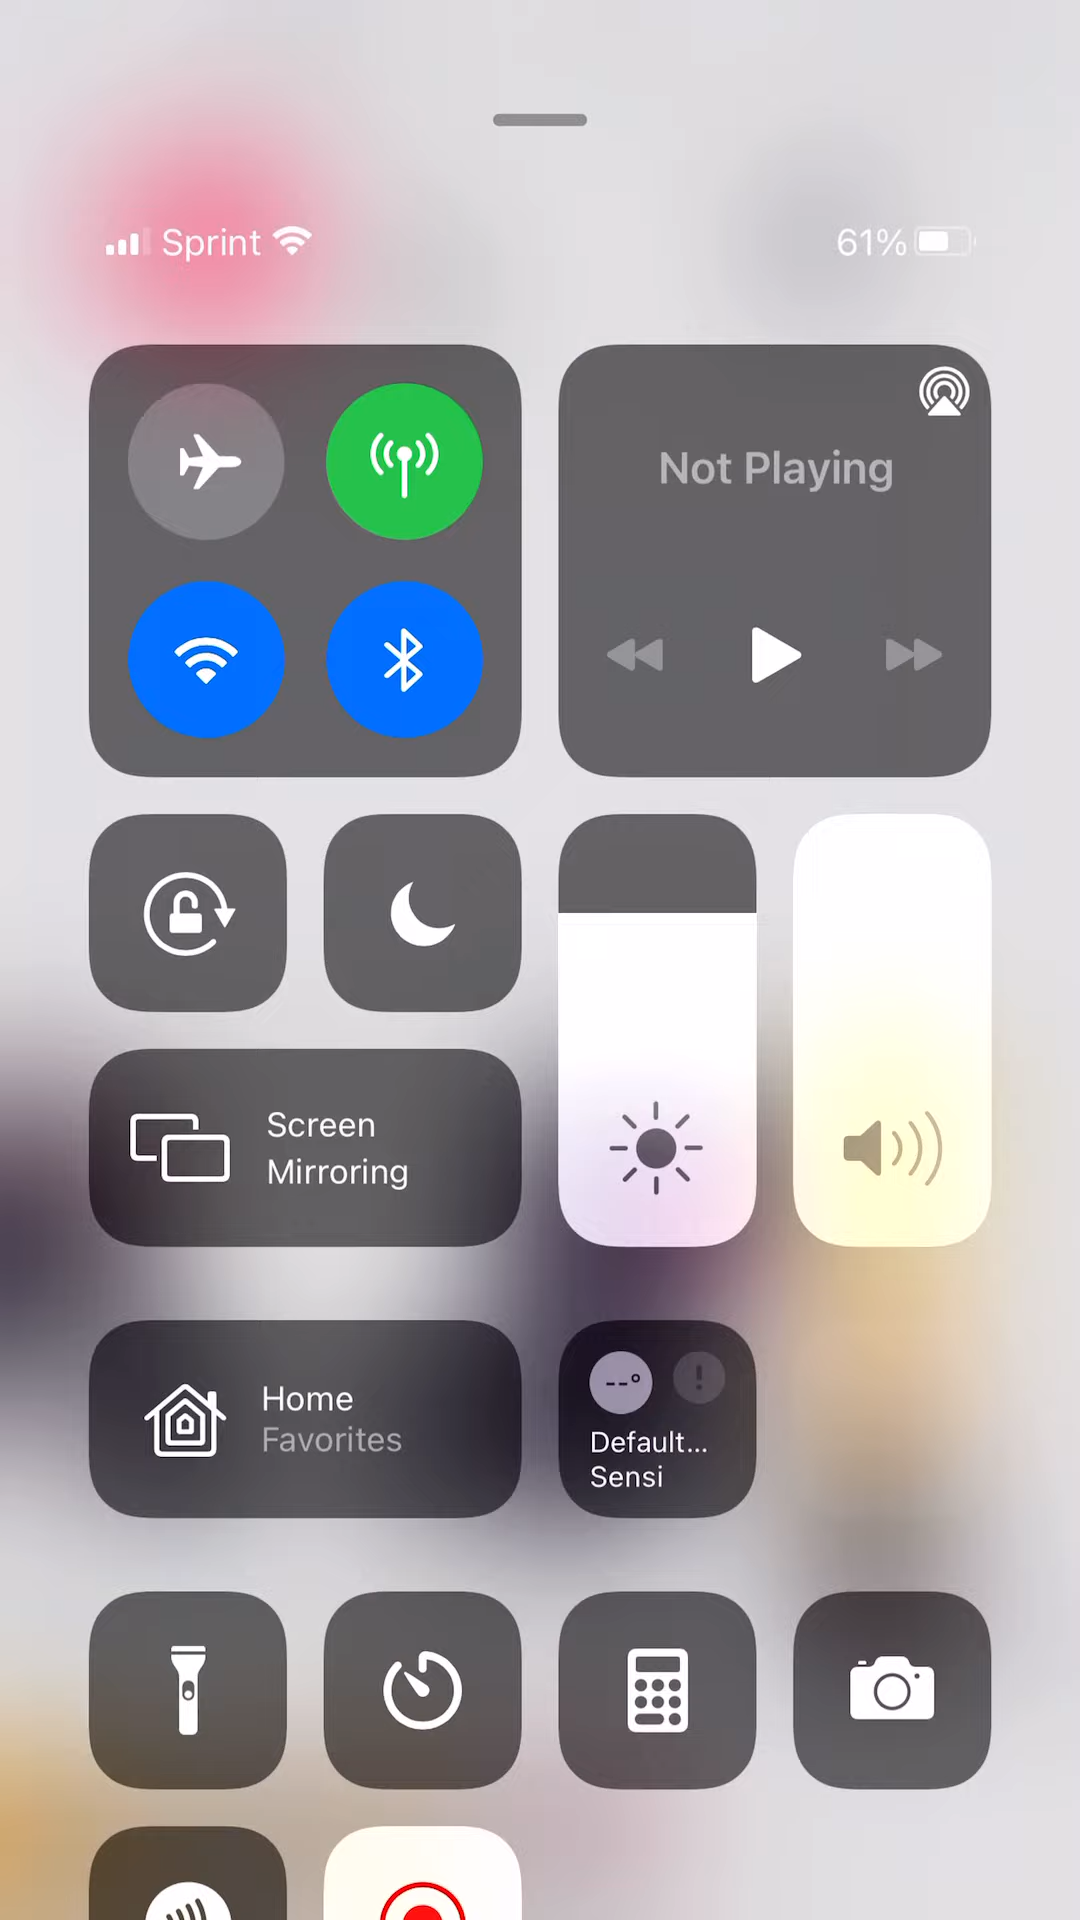 Sprint
61%
Not Playing
Screen
Mirroring
Home
Favorites
--°
Default...
Sensi